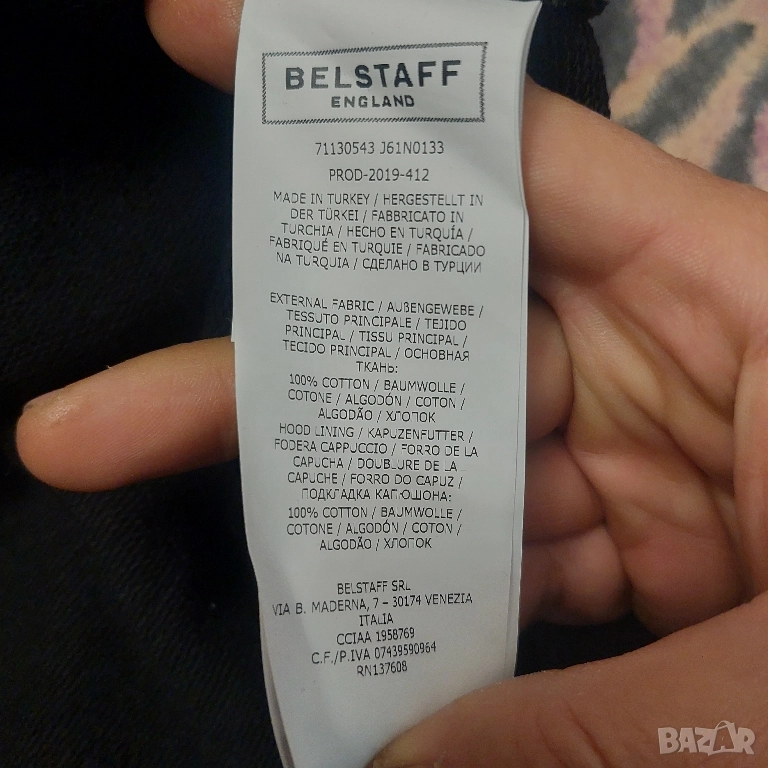 BELSTAFF
ENGLAND
71130543 J61N0133
PROD-2019-412
MADE IN TURKEY / HERGESTELLT IN
DER TÜRKEI / FABBRICATO IN
TURCHIA / HECHO EN TURQUÍA /
FABRIQUÉ EN TURQUIE / FABRICADO
NA TURQUIA / СДЕЛАНО В ТУРЦИИ
EXTERNAL FABRIC / AUßENGEWEBE /
TESSUTO PRINCIPALE / TEJIDO
PRINCIPAL / TISSU PRINCIPAL /
TECIDO PRINCIPAL / ОСНОВНАЯ
ТКАНЬ:
100% COTTON / BAUMWOLLE /
COTONE / ALGODÓN / COTON /
ALGODÃO / ХЛОПОК
HOOD LINING / KAPUZENFUTTER /
FODERA CAPPUCCIO / FORRO DE LA
CAPUCHA / DOUBLURE DE LA
CAPUCHE / FORRO DO CAPUZ /
ПОДКЛАДКА КАПЮШОНА:
100% COTTON / BAUMWOLLE /
COTONE / ALGODÓN / COTON /
ALGODÃO / ХЛОПОК
BELSTAFF SRL
VIA B. MADERNA, 7 – 30174 VENEZIA
ITALIA
CCIAA 1958769
C.F./P.IVA 07439590964
RN137608
BAZAR